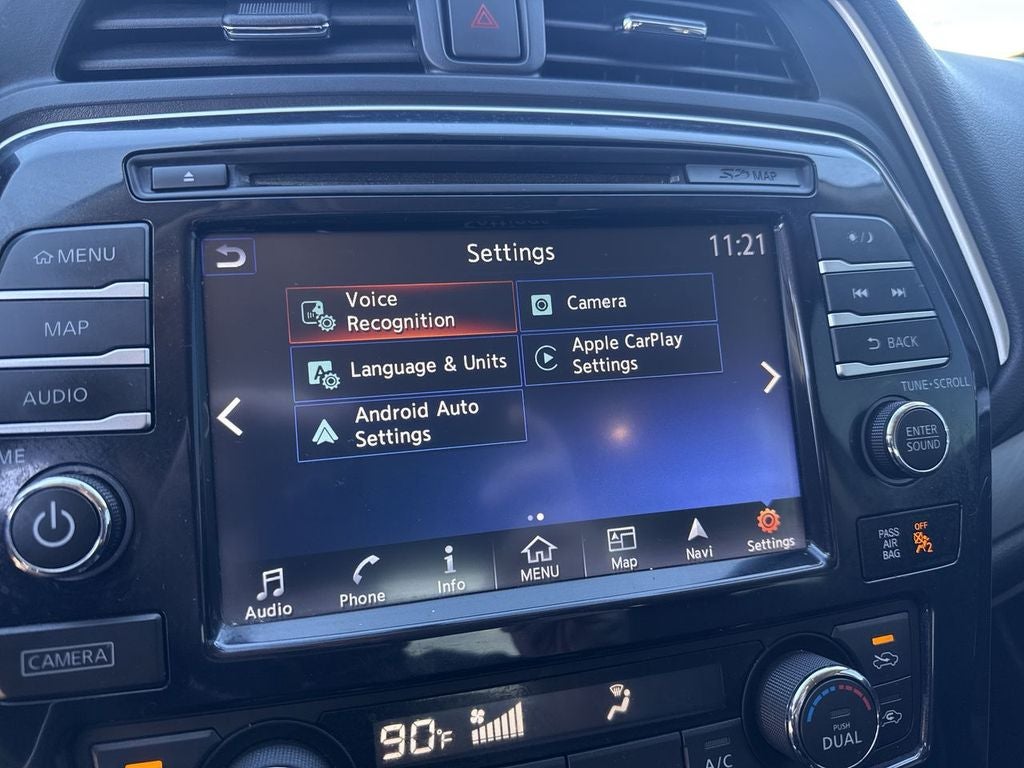 SD MAP
MENU
MAP
AUDIO
Settings
11:21
Voice
Recognition
Camera
Language & Units
Apple CarPlay
Settings
Android Auto
Settings
Audio
Phone
Info
MENU
Map
Navi
Settings
BACK
TUNE·SCROLL
ENTER
SOUND
PASS
AIR
BAG
OFF
2
CAMERA
90°F
PUSH
DUAL
A/C